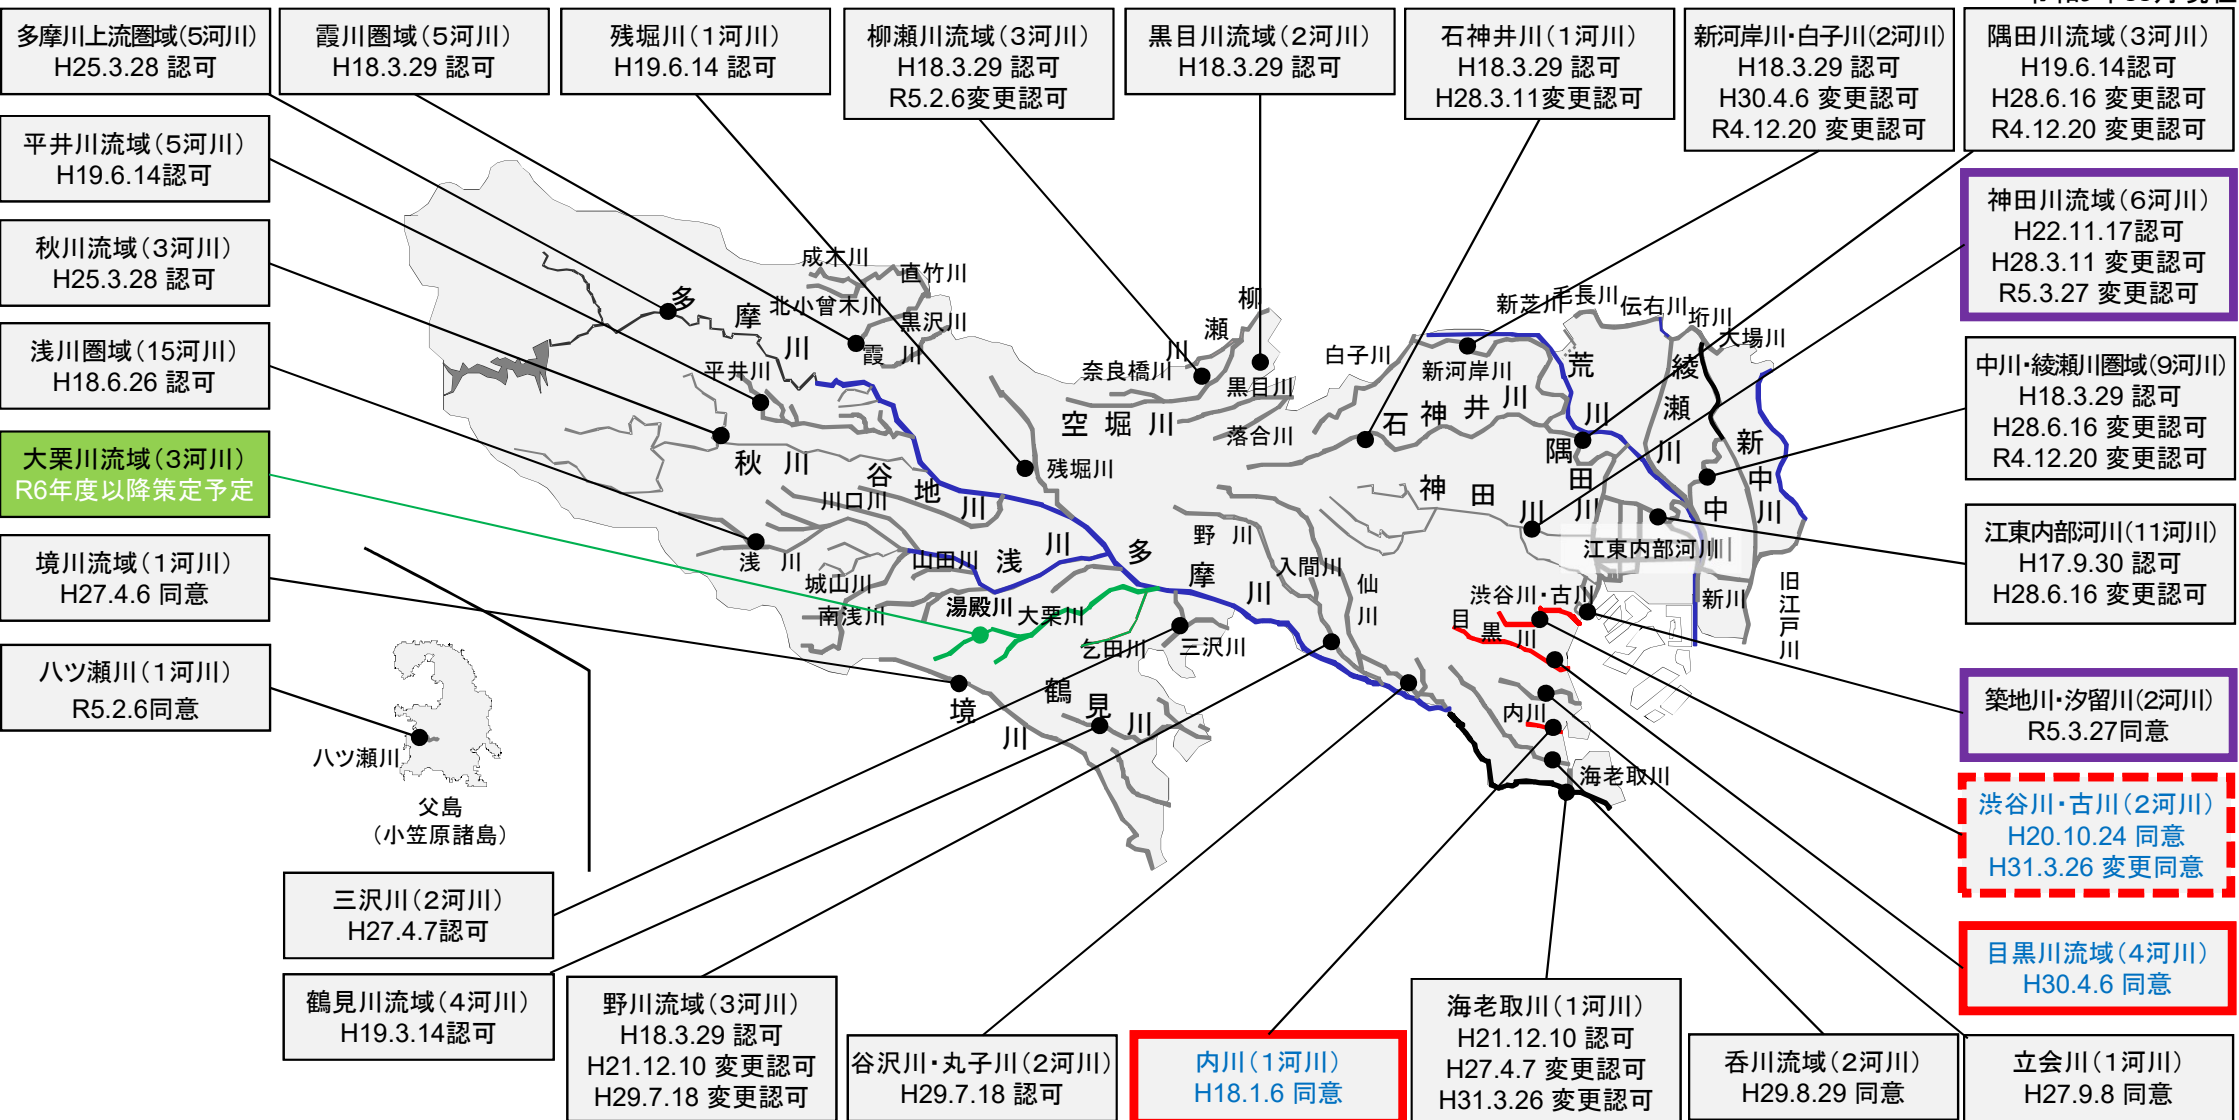 多摩川上流圏域(5河川)
H25.3.28 認可
霞川圏域(5河川)
H18.3.29 認可
残堀川(1河川)
H19.6.14 認可
柳瀬川流域(3河川)
H18.3.29 認可
R5.2.6変更認可
黒目川流域(2河川)
H18.3.29 認可
石神井川(1河川)
H18.3.29 認可
H28.3.11変更認可
新河岸川・白子川(2河川)
H18.3.29 認可
H30.4.6 変更認可
R4.12.20 変更認可
隅田川流域(3河川)
H19.6.14認可
H28.6.16 変更認可
R4.12.20 変更認可
平井川流域(5河川)
H19.6.14認可
秋川流域(3河川)
H25.3.28 認可
浅川圏域(15河川)
H18.6.26 認可
大栗川流域(3河川)
R6年度以降策定予定
境川流域(1河川)
H27.4.6 同意
八ツ瀬川(1河川)
R5.2.6同意
神田川流域(6河川)
H22.11.17認可
H28.3.11 変更認可
R5.3.27 変更認可
中川・綾瀬川圏域(9河川)
H18.3.29 認可
H28.6.16 変更認可
R4.12.20 変更認可
江東内部河川(11河川)
H17.9.30 認可
H28.6.16 変更認可
築地川・汐留川(2河川)
R5.3.27同意
渋谷川・古川(2河川)
H20.10.24 同意
H31.3.26 変更同意
目黒川流域(4河川)
H30.4.6 同意
立会川(1河川)
H27.9.8 同意
呑川流域(2河川)
H29.8.29 同意
海老取川(1河川)
H21.12.10 認可
H27.4.7 変更認可
H31.3.26 変更認可
内川(1河川)
H18.1.6 同意
谷沢川・丸子川(2河川)
H29.7.18 認可
野川流域(3河川)
H18.3.29 認可
H21.12.10 変更認可
H29.7.18 変更認可
鶴見川流域(4河川)
H19.3.14認可
三沢川(2河川)
H27.4.7認可
成木川
直竹川
北小曾木川
黒沢川
多摩川
霞川
平井川
秋川
谷地川
川口川
浅川
山田川
浅川
城山川
南浅川
湯殿川
大栗川
乞田川
三沢川
多摩川
残堀川
空堀川
奈良橋川
柳瀬川
黒目川
落合川
白子川
新河岸川
石神井川
新芝川
毛長川
伝右川
垳川
大場川
荒川
綾瀬川
隅田川
新中川
中川
神田川
江東内部河川
新川
旧江戸川
野川
入間川
仙川
渋谷川・古川
目黒川
内川
海老取川
鶴見川
境川
八ツ瀬川
父島
(小笠原諸島)